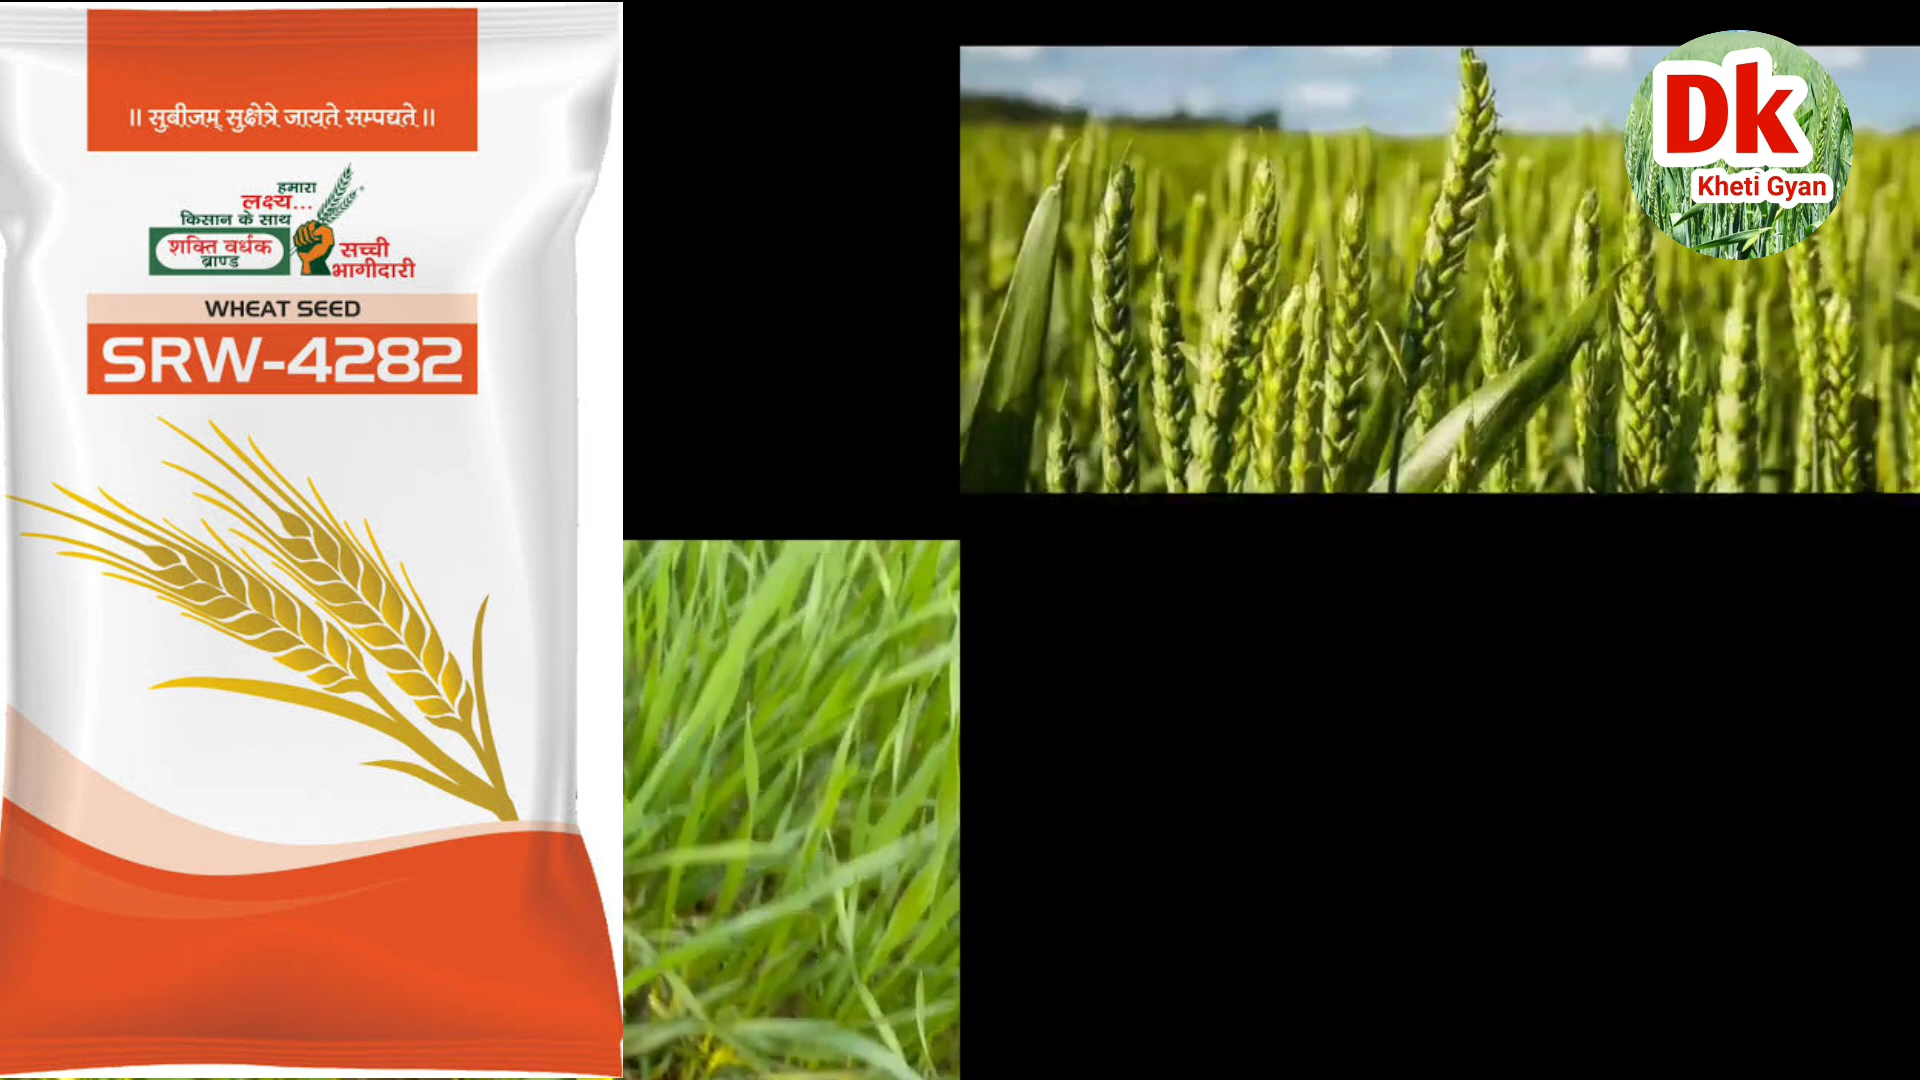 ॥ सुबीजम् सुक्षेत्रे जायते सम्पद्यते ॥
हमारा
लक्ष्य...
किसान के साथ
शक्ति वर्धक
ब्राण्ड
सच्ची
भागीदारी
WHEAT SEED
SRW-4282
Dk
Kheti Gyan